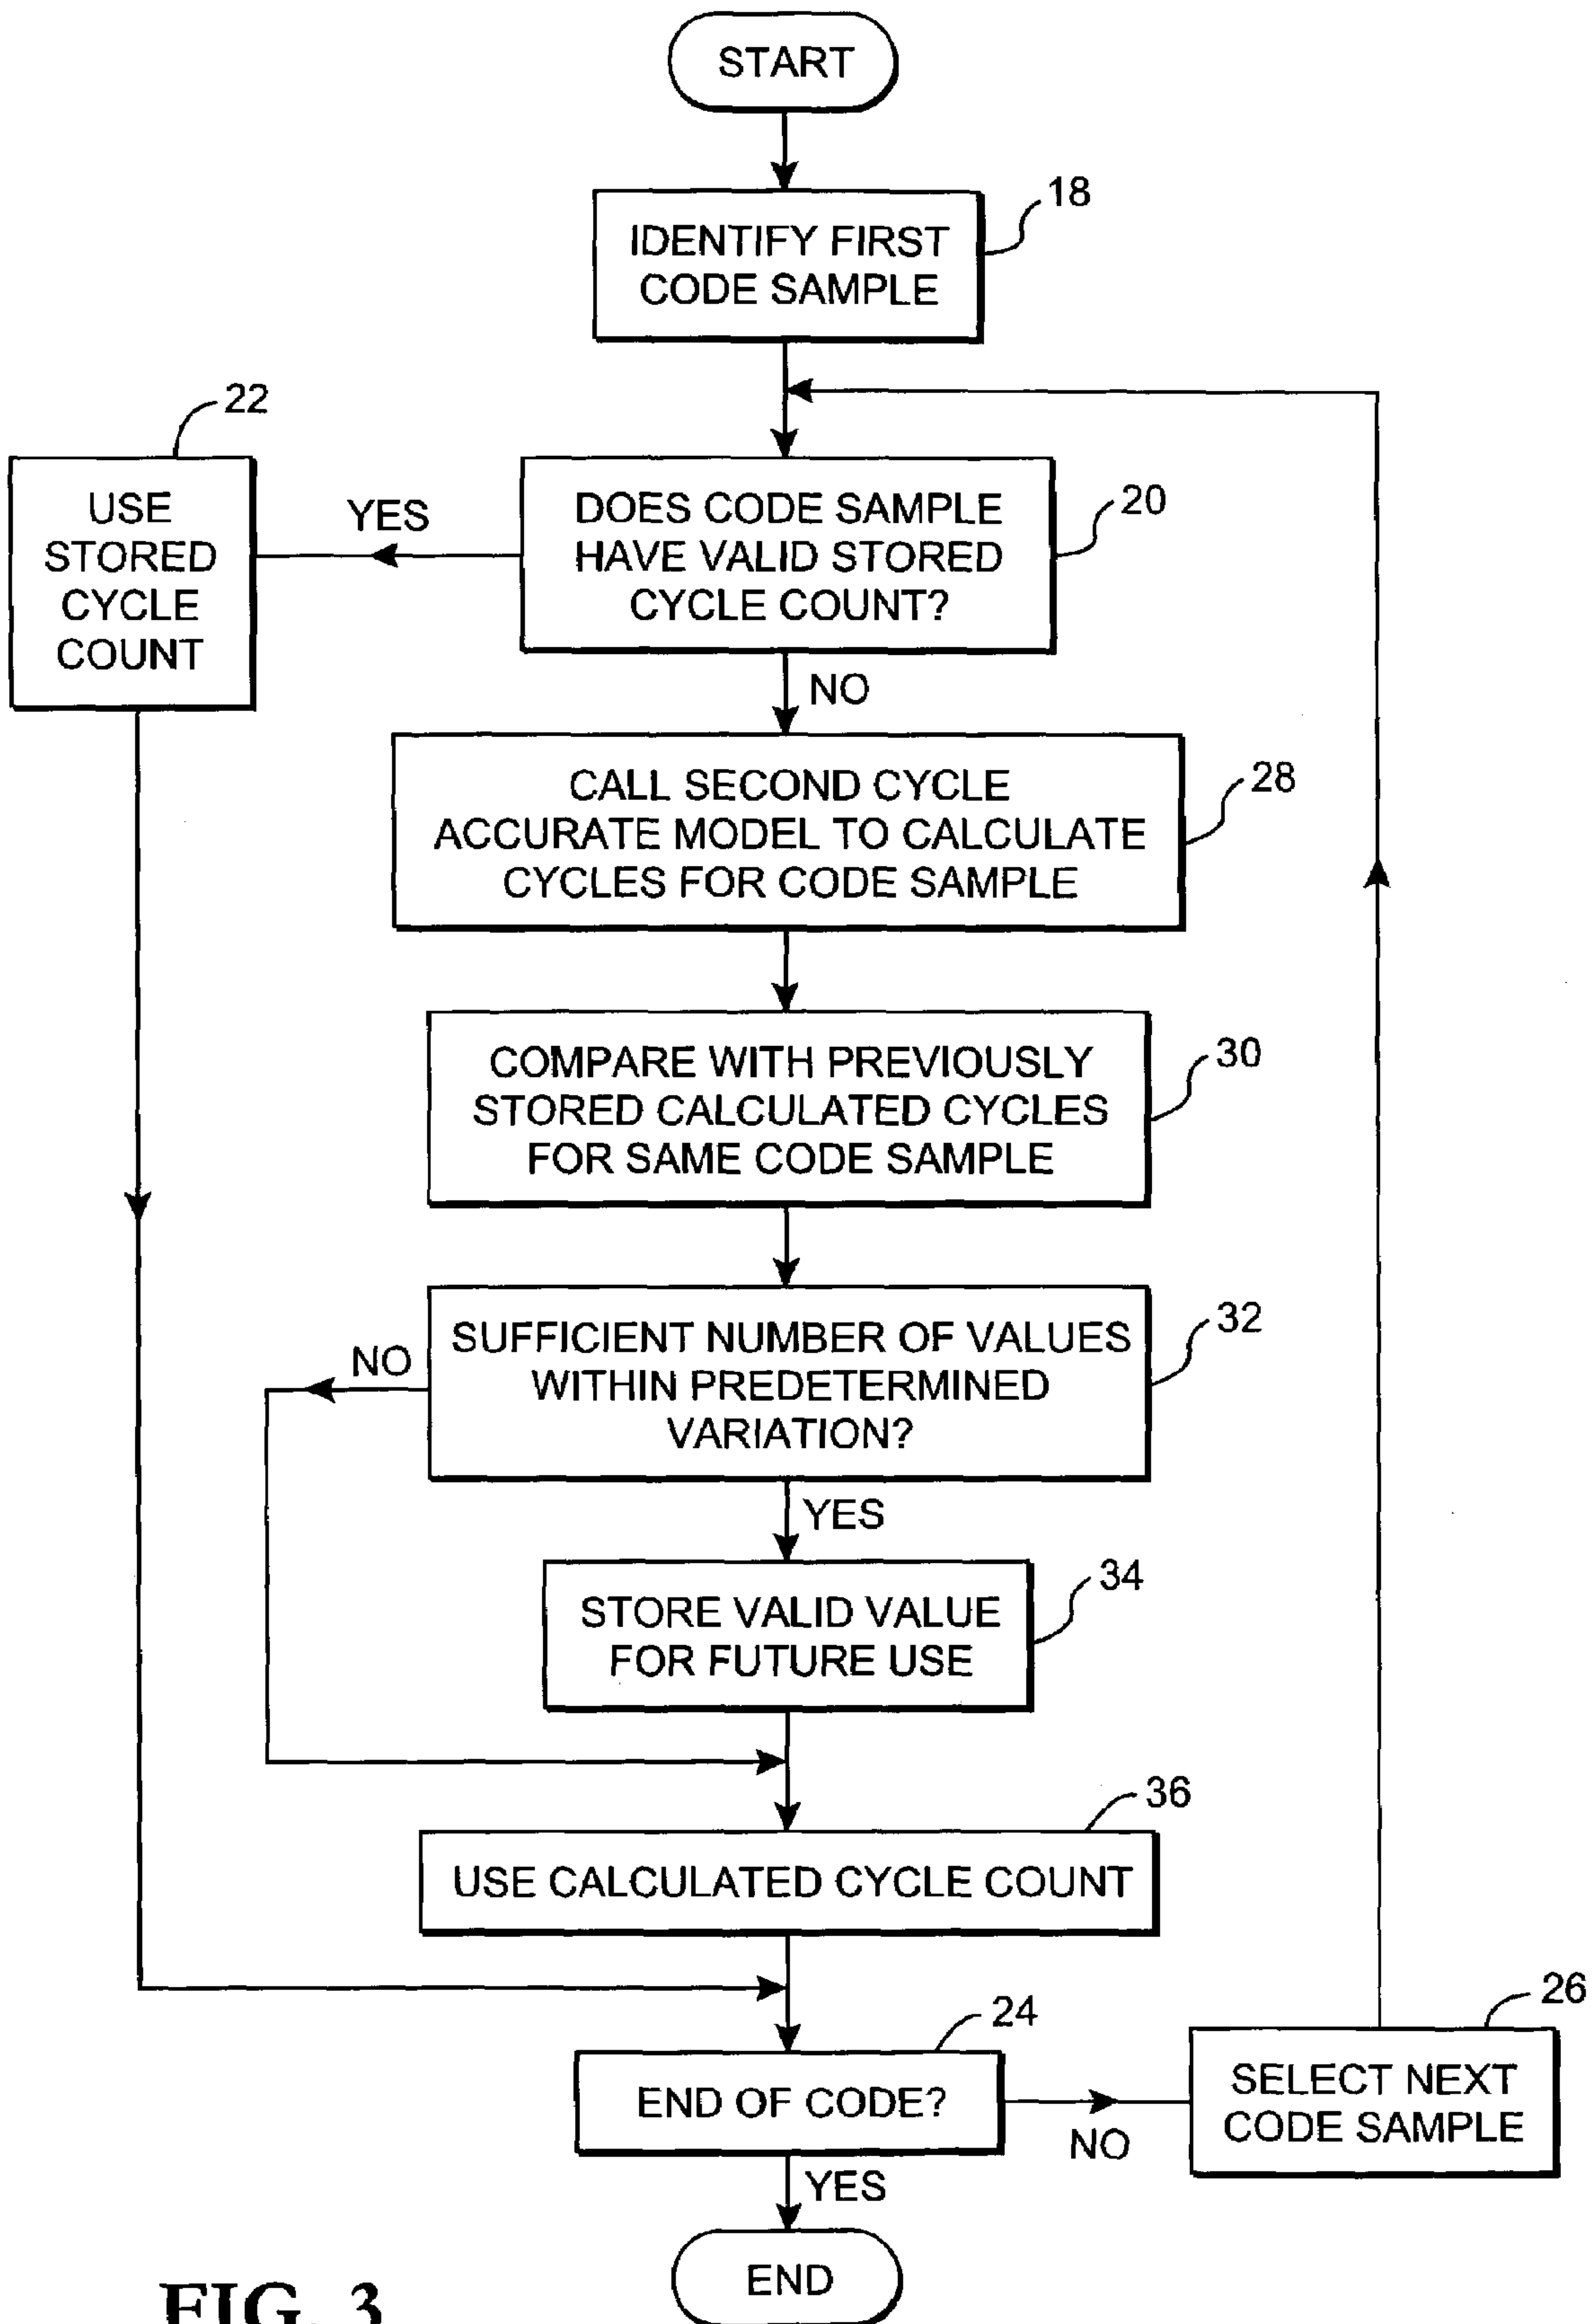 START
18
IDENTIFY FIRST
CODE SAMPLE
22
USE
STORED
CYCLE
COUNT
YES
20
DOES CODE SAMPLE
HAVE VALID STORED
CYCLE COUNT?
NO
28
CALL SECOND CYCLE
ACCURATE MODEL TO CALCULATE
CYCLES FOR CODE SAMPLE
30
COMPARE WITH PREVIOUSLY
STORED CALCULATED CYCLES
FOR SAME CODE SAMPLE
32
SUFFICIENT NUMBER OF VALUES
WITHIN PREDETERMINED
VARIATION?
NO
YES
34
STORE VALID VALUE
FOR FUTURE USE
36
USE CALCULATED CYCLE COUNT
24
END OF CODE?
NO
26
SELECT NEXT
CODE SAMPLE
YES
END
FIG. 3